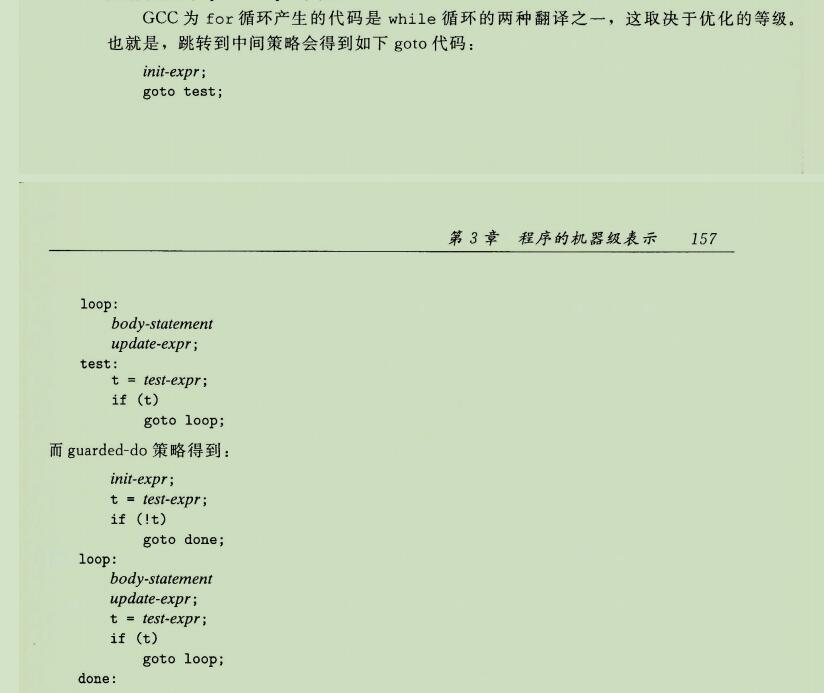 GCC 为 for 循环产生的代码是 while 循环的两种翻译之一，这取决于优化的等级。
也就是，跳转到中间策略会得到如下 goto 代码：
init-expr;
goto test;
第 3 章 程序的机器级表示 157
loop:
body-statement
update-expr;
test:
t = test-expr;
if (t)
goto loop;
而 guarded-do 策略得到：
init-expr;
t = test-expr;
if (!t)
goto done;
loop:
body-statement
update-expr;
t = test-expr;
if (t)
goto loop;
done: